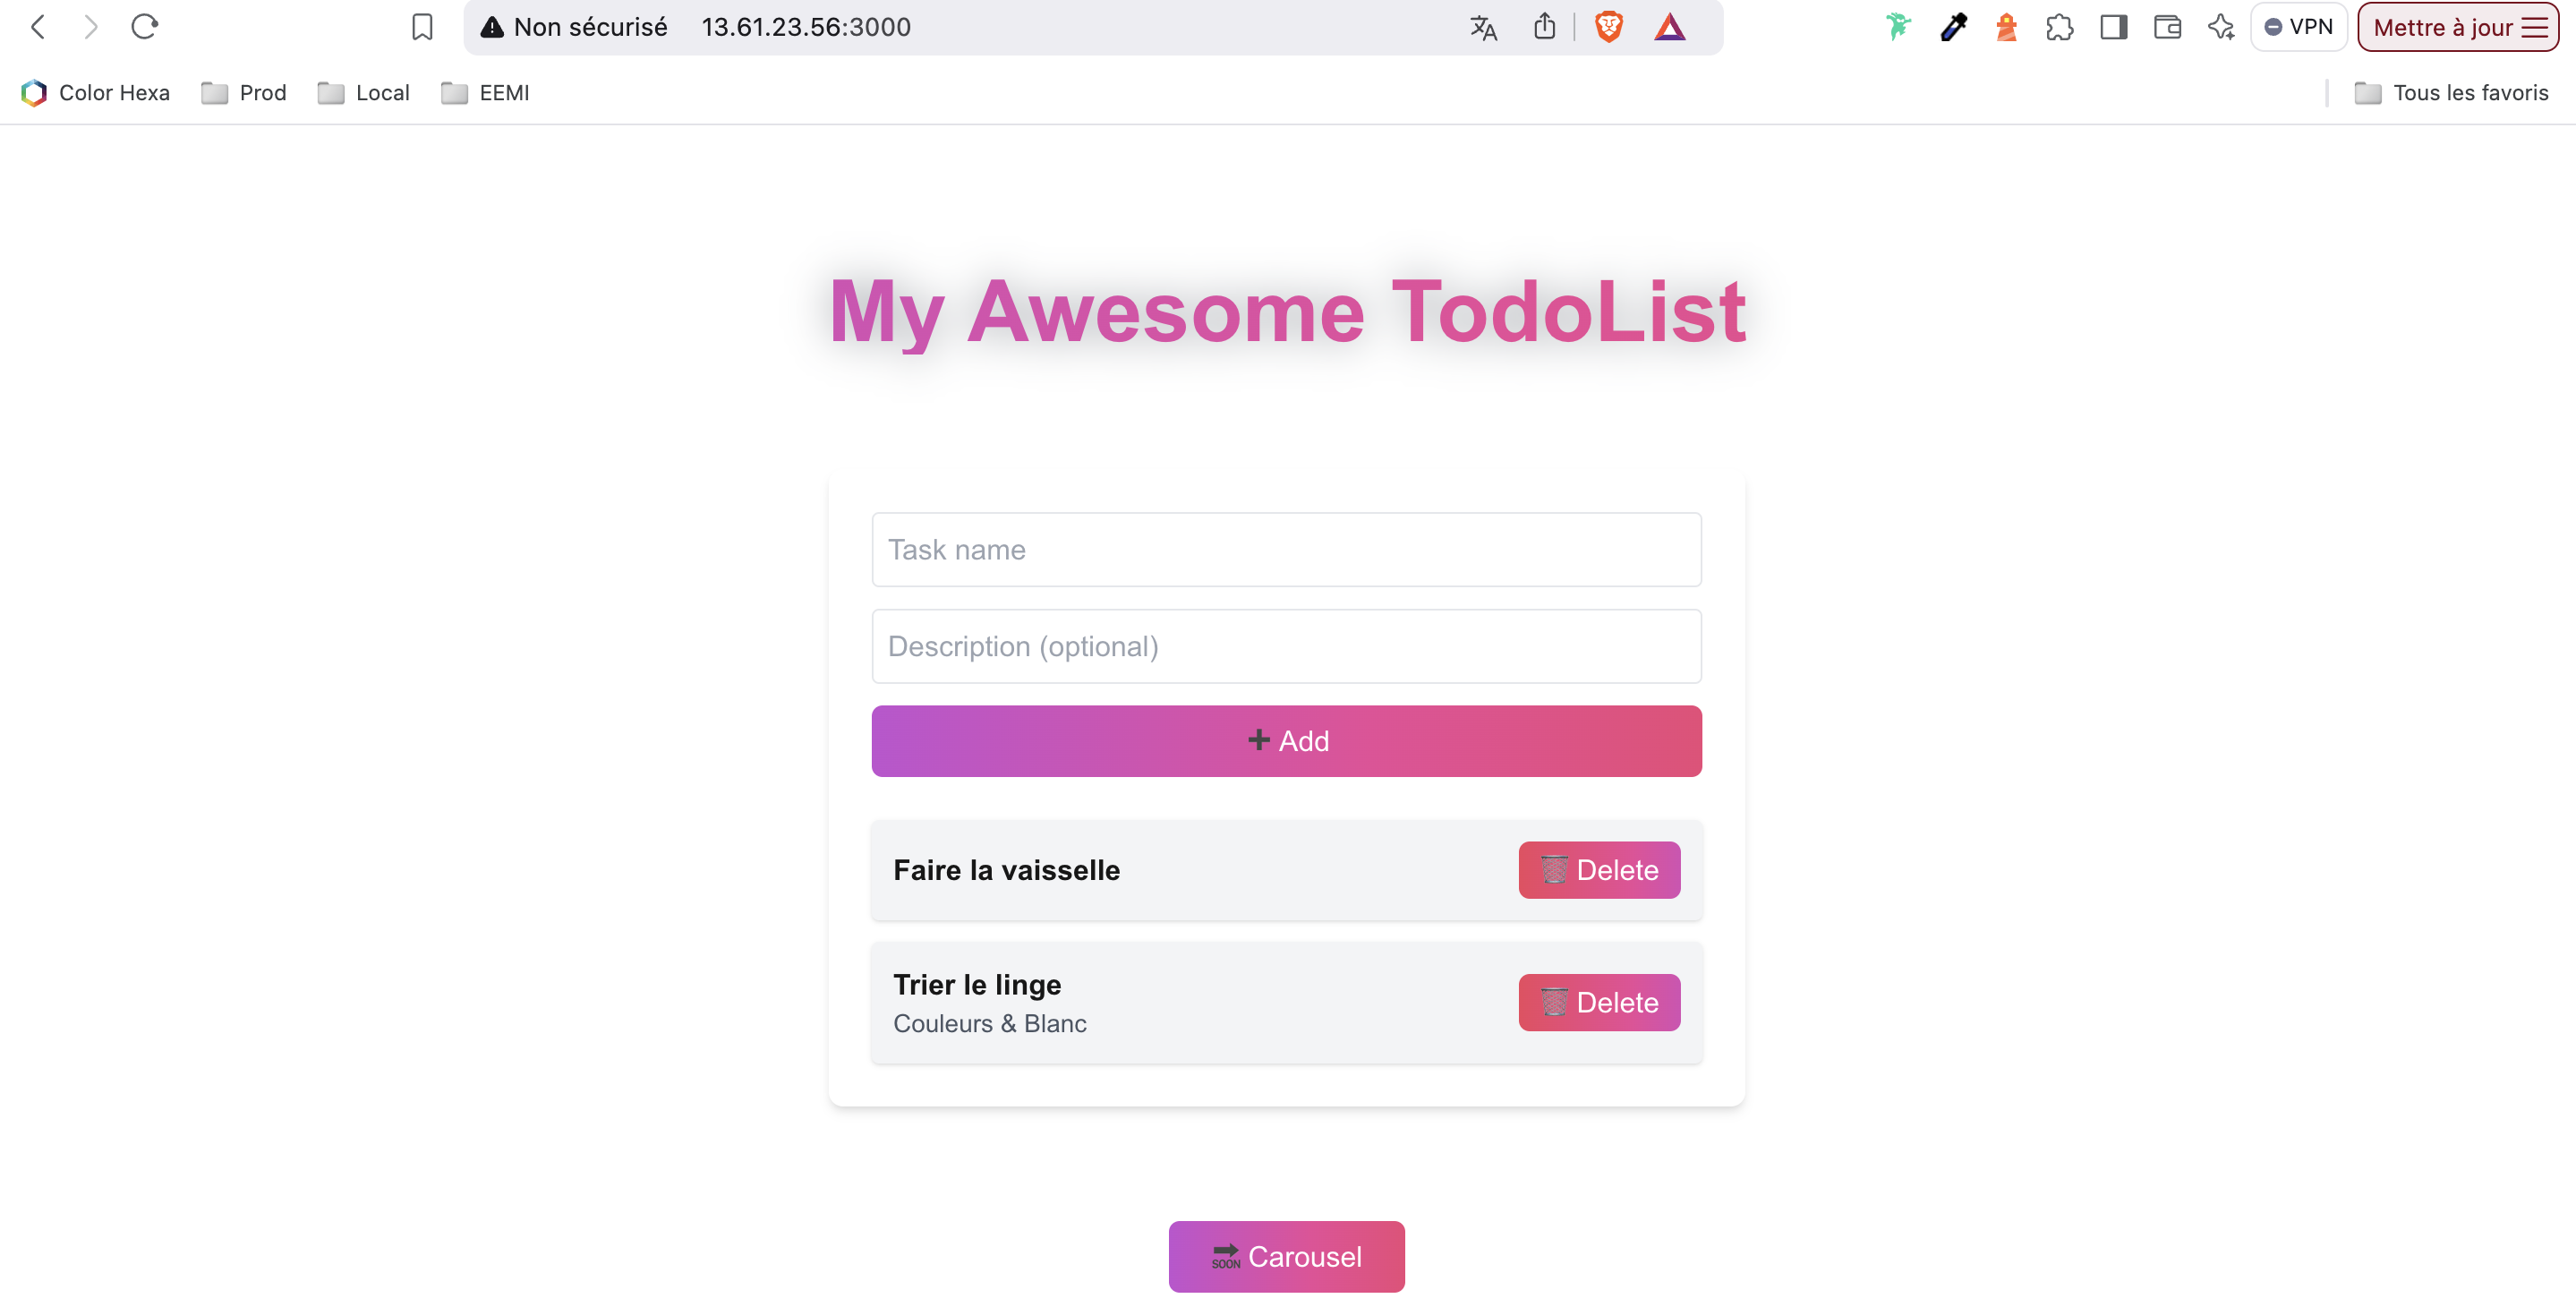 Non sécurisé 13.61.23.56:3000
VPN
Mettre à jour
Color Hexa Prod Local EEMI Tous les favoris
My Awesome TodoList
Task name
Description (optional)
+ Add
Faire la vaisselle Delete
Trier le linge
Couleurs & Blanc
Delete
SOON Carousel